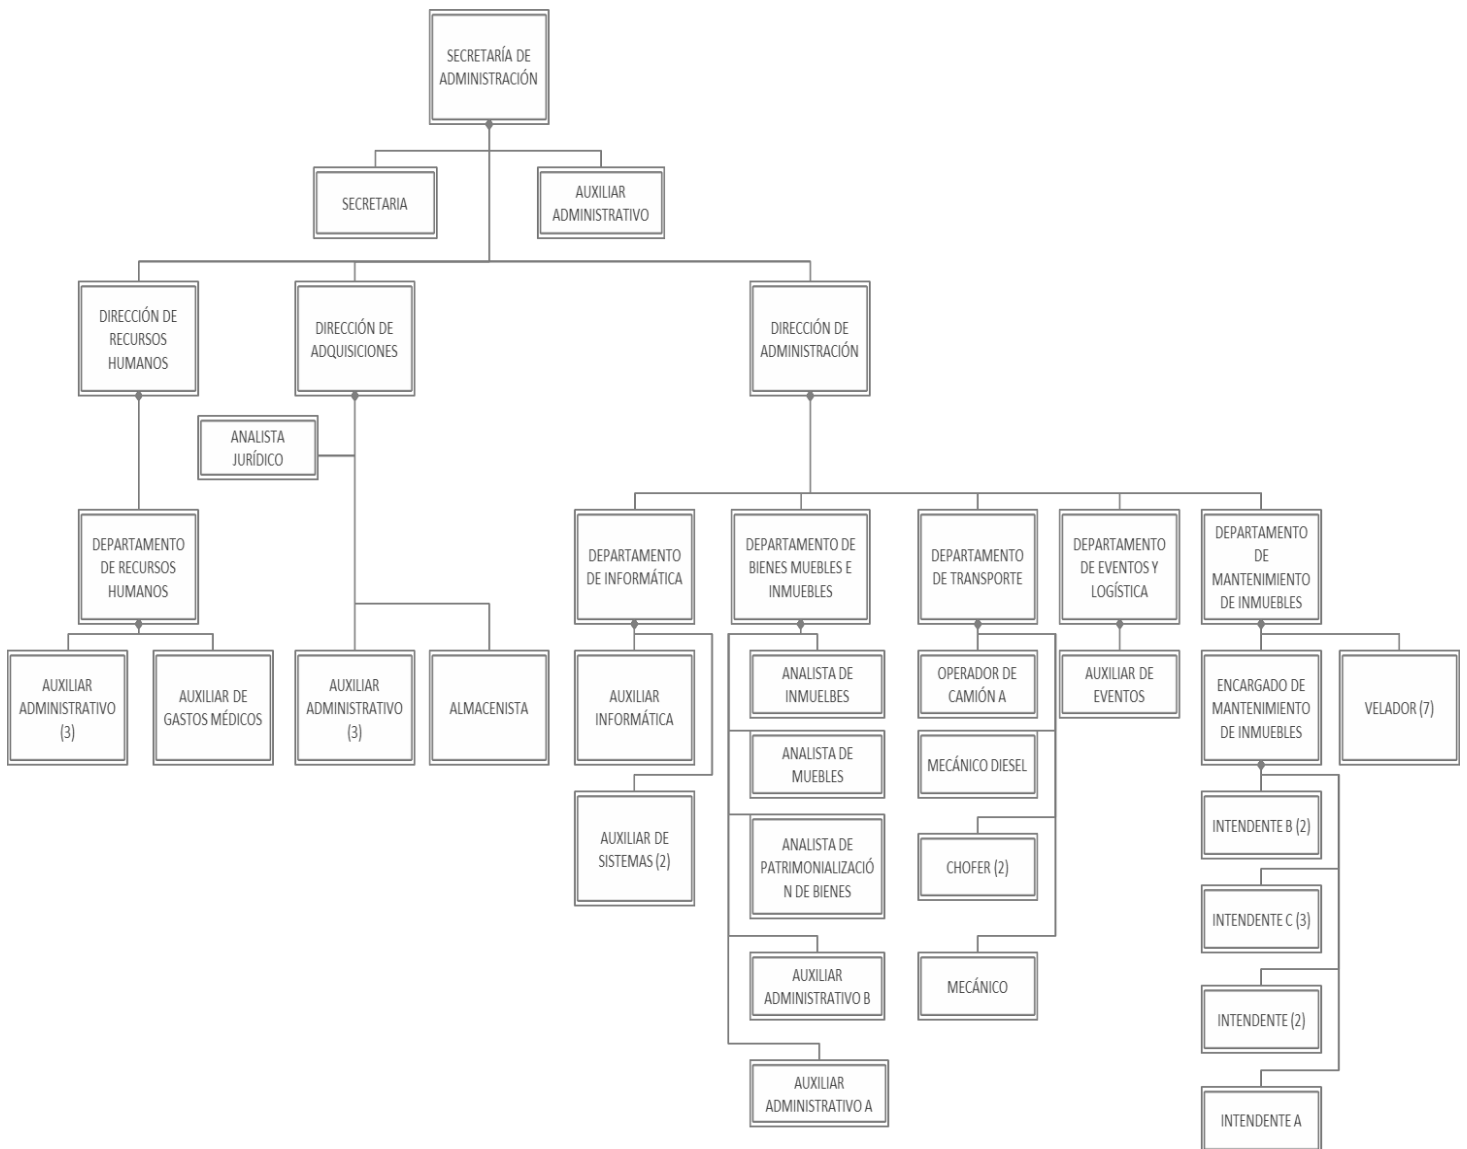 SECRETARÍA DE
ADMINISTRACIÓN
SECRETARIA
AUXILIAR
ADMINISTRATIVO
DIRECCIÓN DE
RECURSOS
HUMANOS
DIRECCIÓN DE
ADQUISICIONES
DIRECCIÓN DE
ADMINISTRACIÓN
ANALISTA
JURÍDICO
DEPARTAMENTO
DE RECURSOS
HUMANOS
DEPARTAMENTO
DE INFORMÁTICA
DEPARTAMENTO DE
BIENES MUEBLES E
INMUEBLES
DEPARTAMENTO
DE TRANSPORTE
DEPARTAMENTO
DE EVENTOS Y
LOGÍSTICA
DEPARTAMENTO
DE
MANTENIMIENTO
DE INMUEBLES
AUXILIAR
ADMINISTRATIVO
(3)
AUXILIAR DE
GASTOS MÉDICOS
AUXILIAR
ADMINISTRATIVO
(3)
ALMACENISTA
AUXILIAR
INFORMÁTICA
ANALISTA DE
INMUELBES
OPERADOR DE
CAMIÓN A
AUXILIAR DE
EVENTOS
ENCARGADO DE
MANTENIMIENTO
DE INMUEBLES
VELADOR (7)
ANALISTA DE
MUEBLES
MECÁNICO DIESEL
AUXILIAR DE
SISTEMAS (2)
ANALISTA DE
PATRIMONIALIZACIÓ
N DE BIENES
CHOFER (2)
INTENDENTE B (2)
INTENDENTE C (3)
AUXILIAR
ADMINISTRATIVO B
MECÁNICO
INTENDENTE (2)
AUXILIAR
ADMINISTRATIVO A
INTENDENTE A